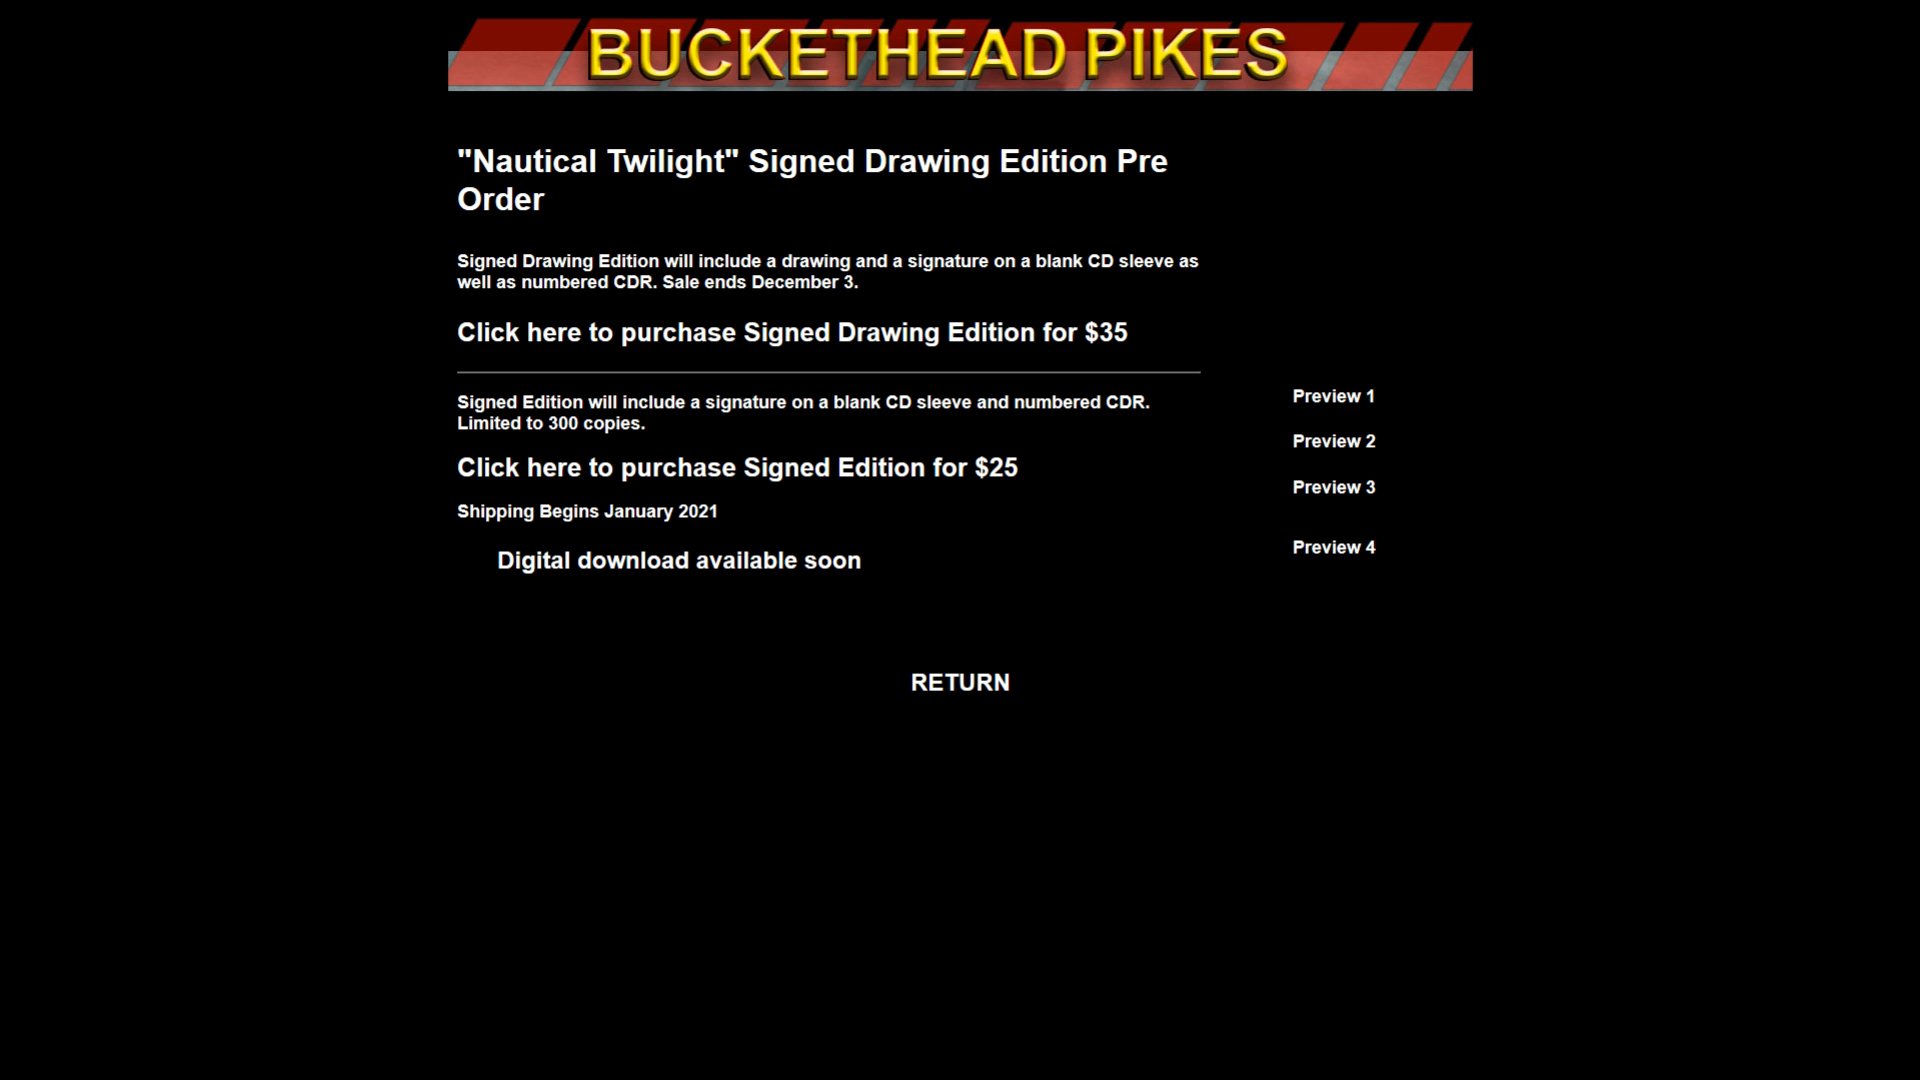 BUCKETHEAD PIKES
"Nautical Twilight" Signed Drawing Edition Pre
Order
Signed Drawing Edition will include a drawing and a signature on a blank CD sleeve as
well as numbered CDR. Sale ends December 3.
Click here to purchase Signed Drawing Edition for $35
Signed Edition will include a signature on a blank CD sleeve and numbered CDR.
Limited to 300 copies.
Click here to purchase Signed Edition for $25
Shipping Begins January 2021
Digital download available soon
Preview 1
Preview 2
Preview 3
Preview 4
RETURN